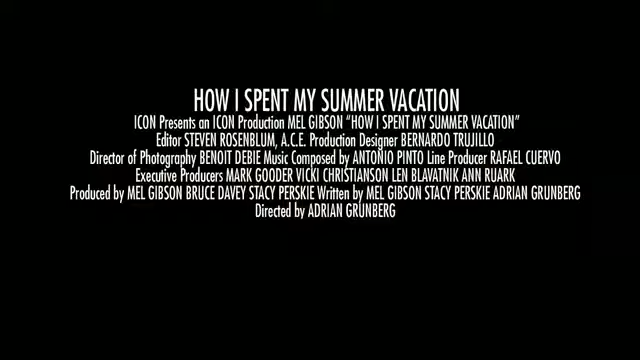 HOW I SPENT MY SUMMER VACATION
ICON Presents an ICON Production MEL GIBSON “HOW I SPENT MY SUMMER VACATION”
Editor STEVEN ROSENBLUM, A.C.E. Production Designer BERNARDO TRUJILLO
Director of Photography BENOIT DEBIE Music Composed by ANTONIO PINTO Line Producer RAFAEL CUERVO
Executive Producers MARK GOODER VICKI CHRISTIANSON LEN BLAVATNIK ANN RUARK
Produced by MEL GIBSON BRUCE DAVEY STACY PERSKIE Written by MEL GIBSON STACY PERSKIE ADRIAN GRUNBERG
Directed by ADRIAN GRUNBERG